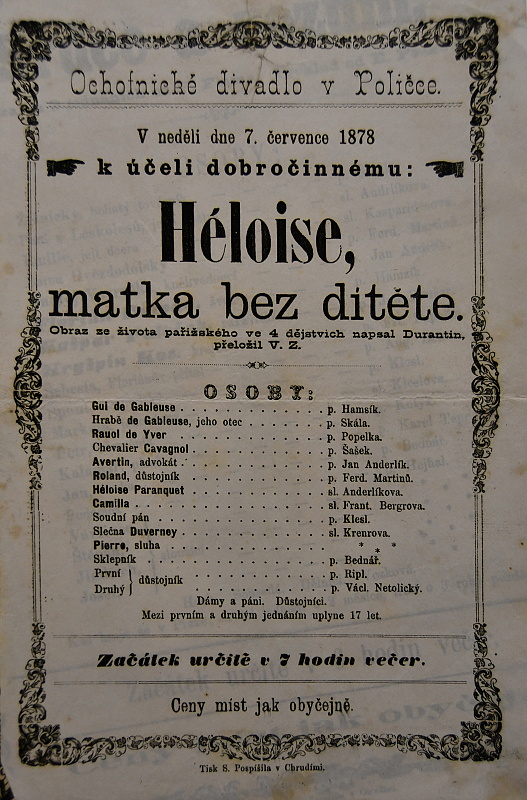 Ochotnické divadlo v Poličce.
V neděli dne 7. července 1878
k účeli dobročinnému:
Héloise,
matka bez dítěte.
Obraz ze života pařižského ve 4 dějstvich napsal Durantin,
přeložil V. Z.
OSOBY:
Gui de Gableuse . . . . . . . . . . . p. Hamsík.
Hrabě de Gableuse, jeho otec . . . . . . p. Skála.
Rauol de Yver . . . . . . . . . . . . p. Popelka.
Chevalier Cavagnol . . . . . . . . . . p. Šašek.
Avertin, advokát . . . . . . . . . . . p. Jan Anderlík.
Roland, důstojník . . . . . . . . . . p. Ferd. Martinů.
Héloise Paranquet . . . . . . . . . . sl. Anderlíkova.
Camilla . . . . . . . . . . . . . . sl. Frant. Bergrova.
Soudní pán . . . . . . . . . . . . . p. Klesl.
Slečna Duverney . . . . . . . . . . . sl. Krenrova.
Pierre, sluha . . . . . . . . . . . . * * *
Sklepník . . . . . . . . . . . . . . p. Bednář.
První } důstojník . . . . . . . . . . p. Ripl.
Druhý } . . . . . . . . . . p. Václ. Netolický.
Dámy a páni. Důstojníci.
Mezi prvním a druhým jednáním uplyne 17 let.
Začátek určitě v 7 hodin večer.
Ceny míst jak obyčejně.
Tisk S. Pospíšila v Chrudimi.